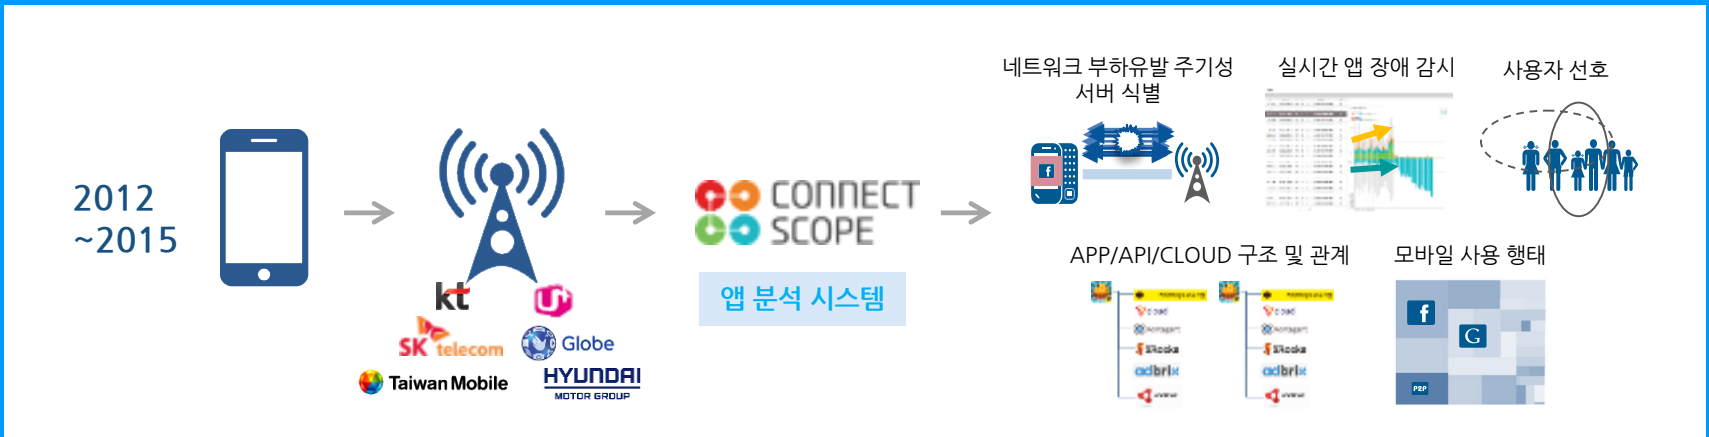 2012
~2015
kt
U+
SK telecom
Globe
Taiwan Mobile
HYUNDAI
MOTOR GROUP
CONNECT
SCOPE
앱 분석 시스템
네트워크 부하유발 주기성
서버 식별
f
실시간 앱 장애 감시
사용자 선호
APP/API/CLOUD 구조 및 관계
cloud
adbrix
cloud
adbrix
모바일 사용 행태
f
G
P2P